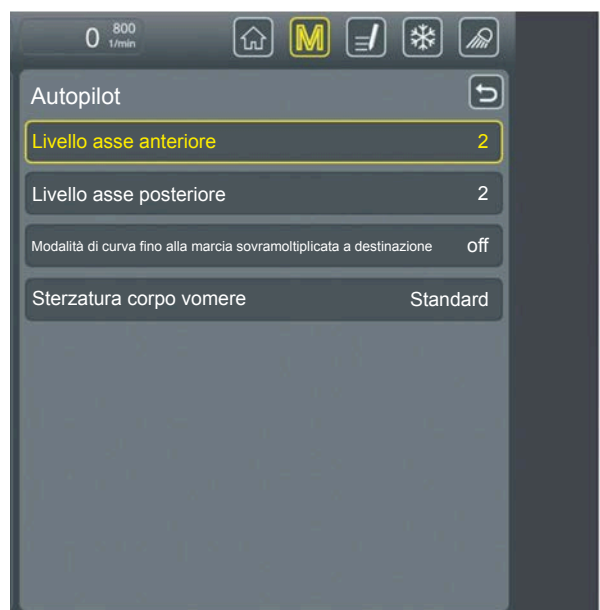 0 800
1/min
M
Autopilot
Livello asse anteriore 2
Livello asse posteriore 2
Modalità di curva fino alla marcia sovramoltiplicata a destinazione off
Sterzatura corpo vomere Standard